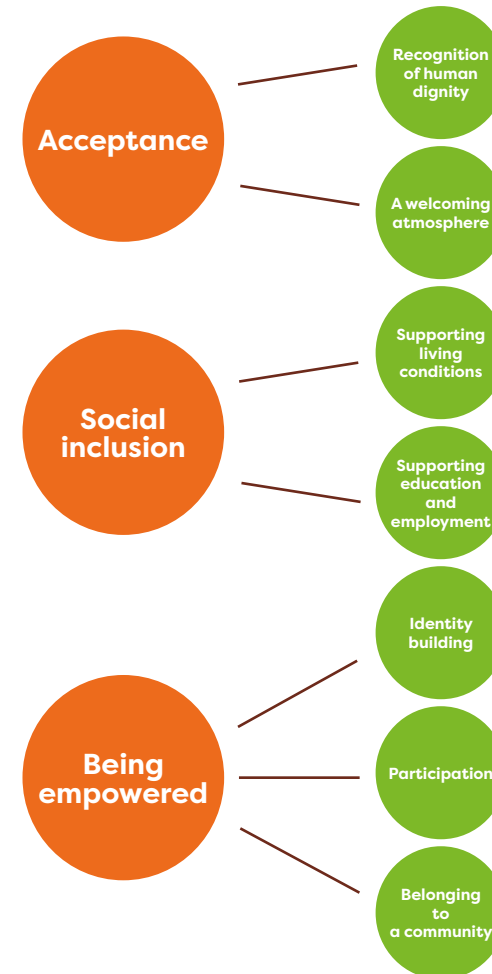 Acceptance
Recognition
of human
dignity
A welcoming
atmosphere
Social
inclusion
Supporting
living
conditions
Supporting
education
and
employment
Being
empowered
Identity
building
Participation
Belonging
to
a community